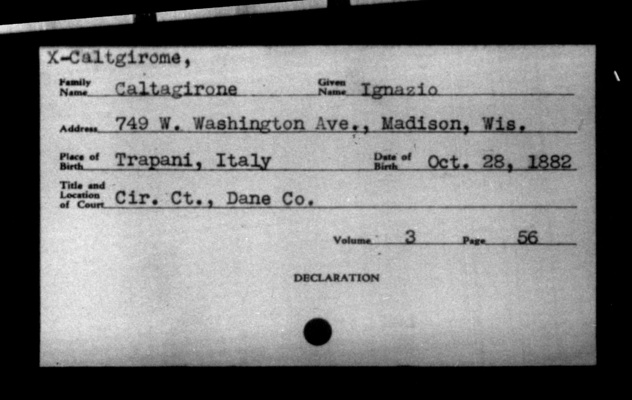 X-Caltgirome,
Family Name Caltagirone Given Name Ignazio
Address 749 W. Washington Ave., Madison, Wis.
Place of Birth Trapani, Italy Date of Birth Oct. 28, 1882
Title and Location of Court Cir. Ct., Dane Co.
Volume 3 Page 56
DECLARATION